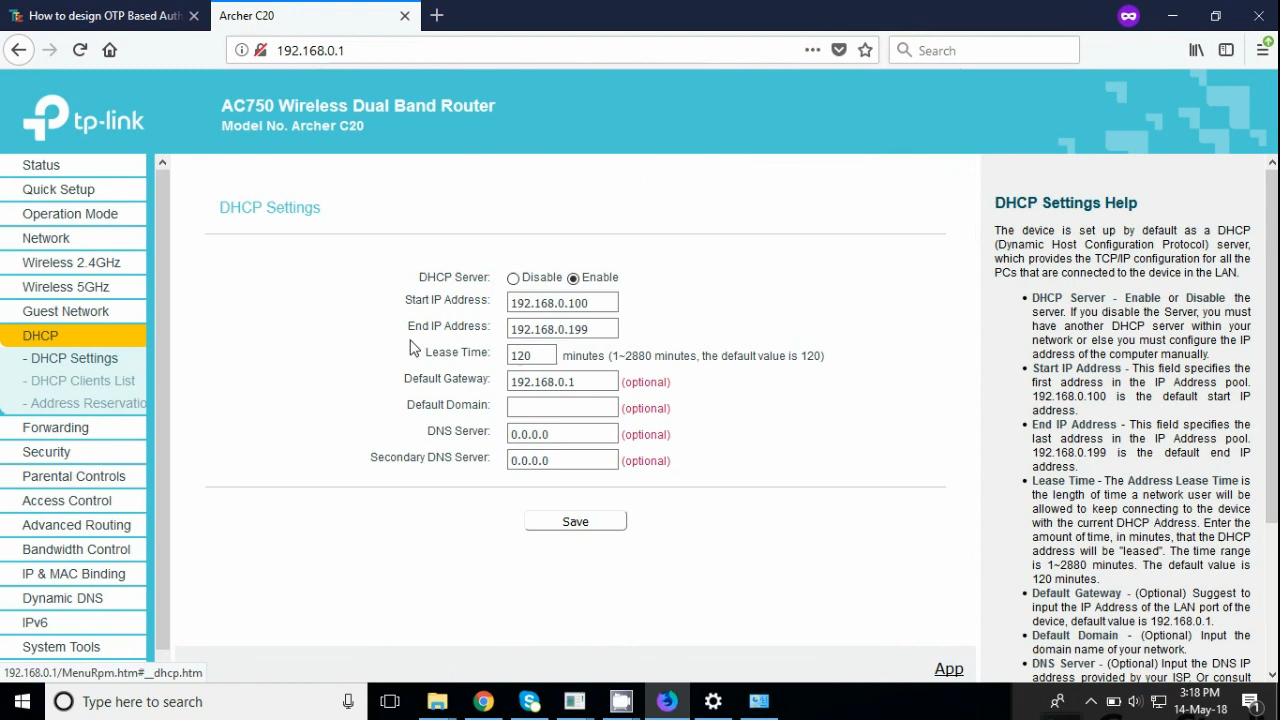 How to design OTP Based Auth
Archer C20
192.168.0.1
Search
tp-link
AC750 Wireless Dual Band Router
Model No. Archer C20
Status
Quick Setup
Operation Mode
Network
Wireless 2.4GHz
Wireless 5GHz
Guest Network
DHCP
- DHCP Settings
- DHCP Clients List
- Address Reservatio
Forwarding
Security
Parental Controls
Access Control
Advanced Routing
Bandwidth Control
IP & MAC Binding
Dynamic DNS
IPv6
System Tools
192.168.0.1/MenuRpm.htm#__dhcp.htm
DHCP Settings
DHCP Server: Disable Enable
Start IP Address: 192.168.0.100
End IP Address: 192.168.0.199
Lease Time: 120 minutes (1~2880 minutes, the default value is 120)
Default Gateway: 192.168.0.1 (optional)
Default Domain: (optional)
DNS Server: 0.0.0.0 (optional)
Secondary DNS Server: 0.0.0.0 (optional)
Save
App
DHCP Settings Help
The device is set up by default as a DHCP
(Dynamic Host Configuration Protocol) server,
which provides the TCP/IP configuration for all the
PCs that are connected to the device in the LAN.
• DHCP Server - Enable or Disable the
server. If you disable the Server, you must
have another DHCP server within your
network or else you must configure the IP
address of the computer manually.
• Start IP Address - This field specifies the
first address in the IP Address pool.
192.168.0.100 is the default start IP
address.
• End IP Address - This field specifies the
last address in the IP Address pool.
192.168.0.199 is the default end IP
address.
• Lease Time - The Address Lease Time is
the length of time a network user will be
allowed to keep connecting to the device
with the current DHCP Address. Enter the
amount of time, in minutes, that the DHCP
address will be "leased". The time range
is 1~2880 minutes. The default value is
120 minutes.
• Default Gateway - (Optional) Suggest to
input the IP Address of the LAN port of the
device, default value is 192.168.0.1.
• Default Domain - (Optional) Input the
domain name of your network.
• DNS Server - (Optional) Input the DNS IP
address provided by your ISP. Or consult
Type here to search
3:18 PM
14-May-18
1